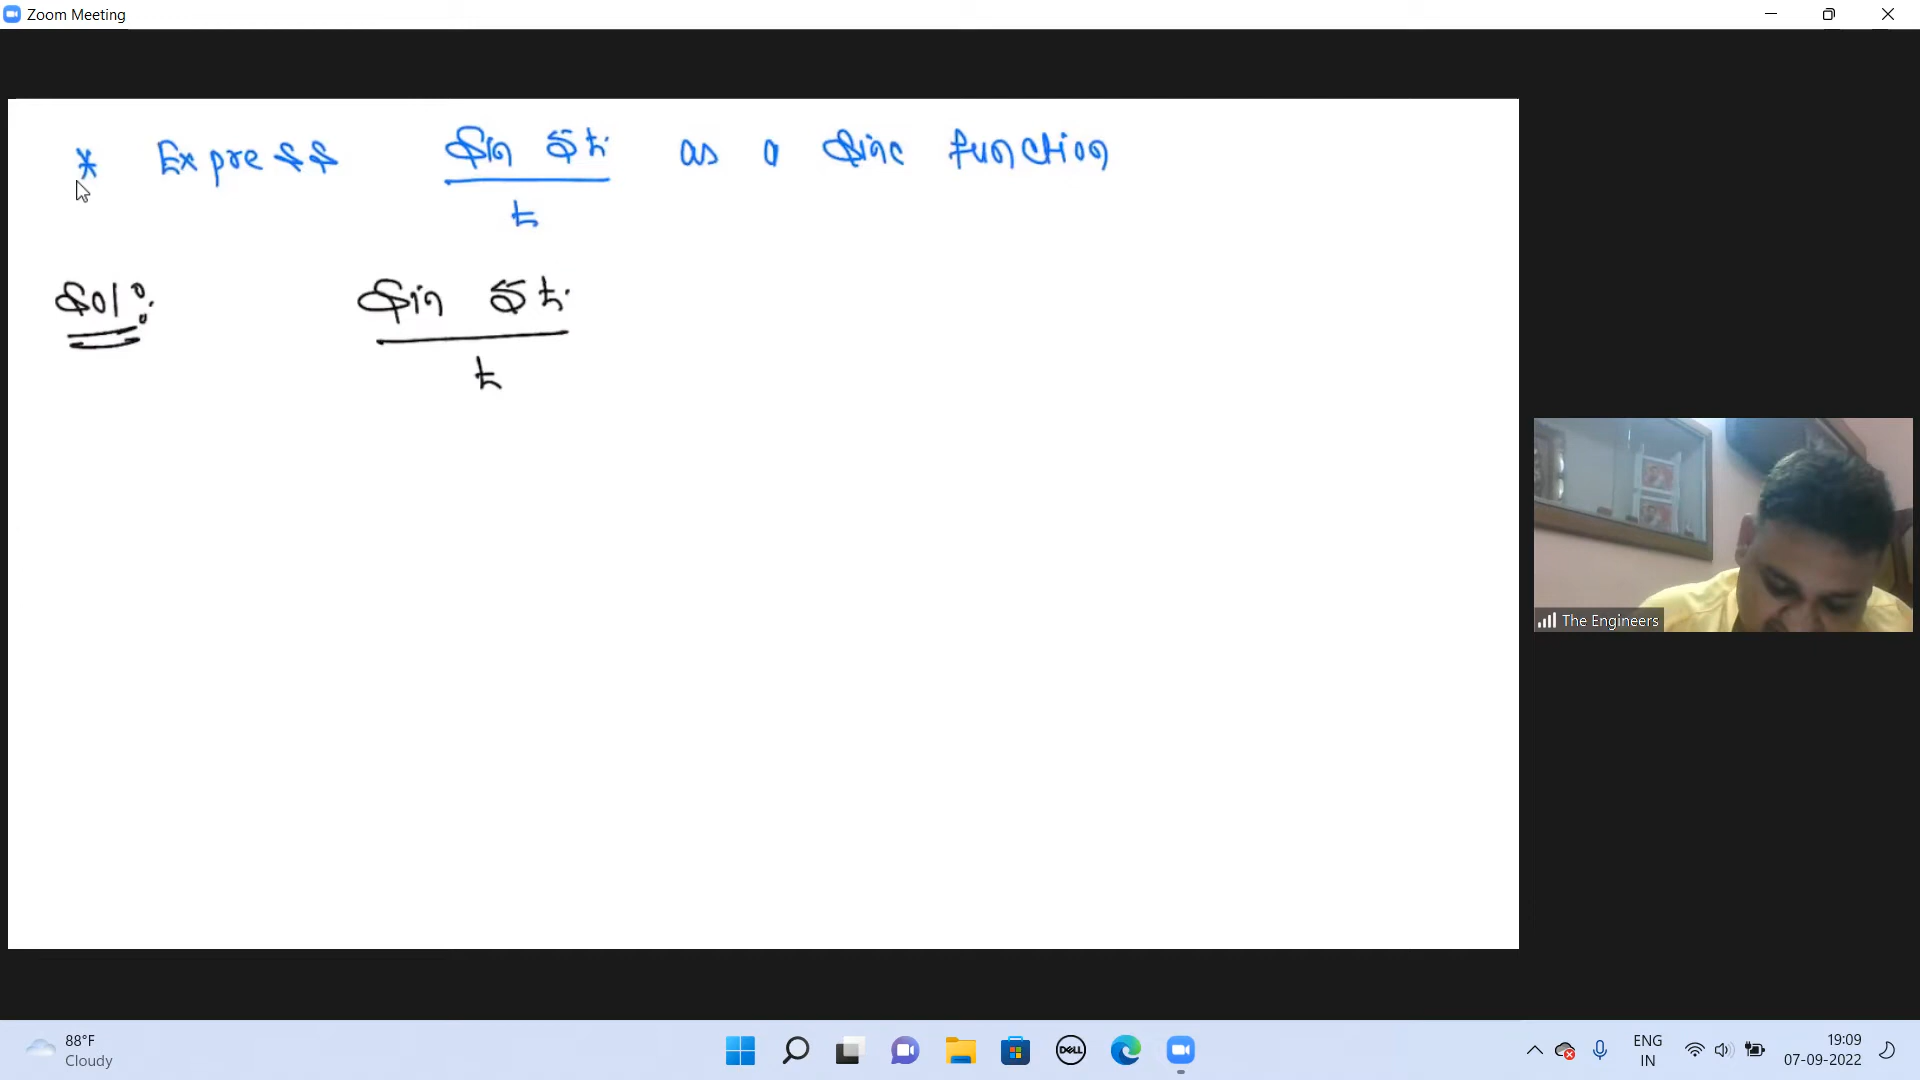 Zoom Meeting
* Express sin 5t as a sinc function
t
Sol:
sin 5t
t
The Engineers
88°F
Cloudy
DELL
ENG
IN
19:09
07-09-2022